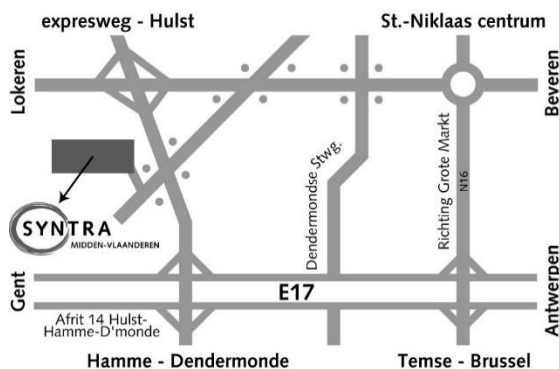 expresweg - Hulst
St.-Niklaas centrum
Lokeren
Beveren
Dendermondse Stwg.
Richting Grote Markt
N16
SYNTRA
MIDDEN-VLAANDEREN
Gent
E17
Antwerpen
Afrit 14 Hulst-
Hamme-D'monde
Hamme - Dendermonde
Temse - Brussel